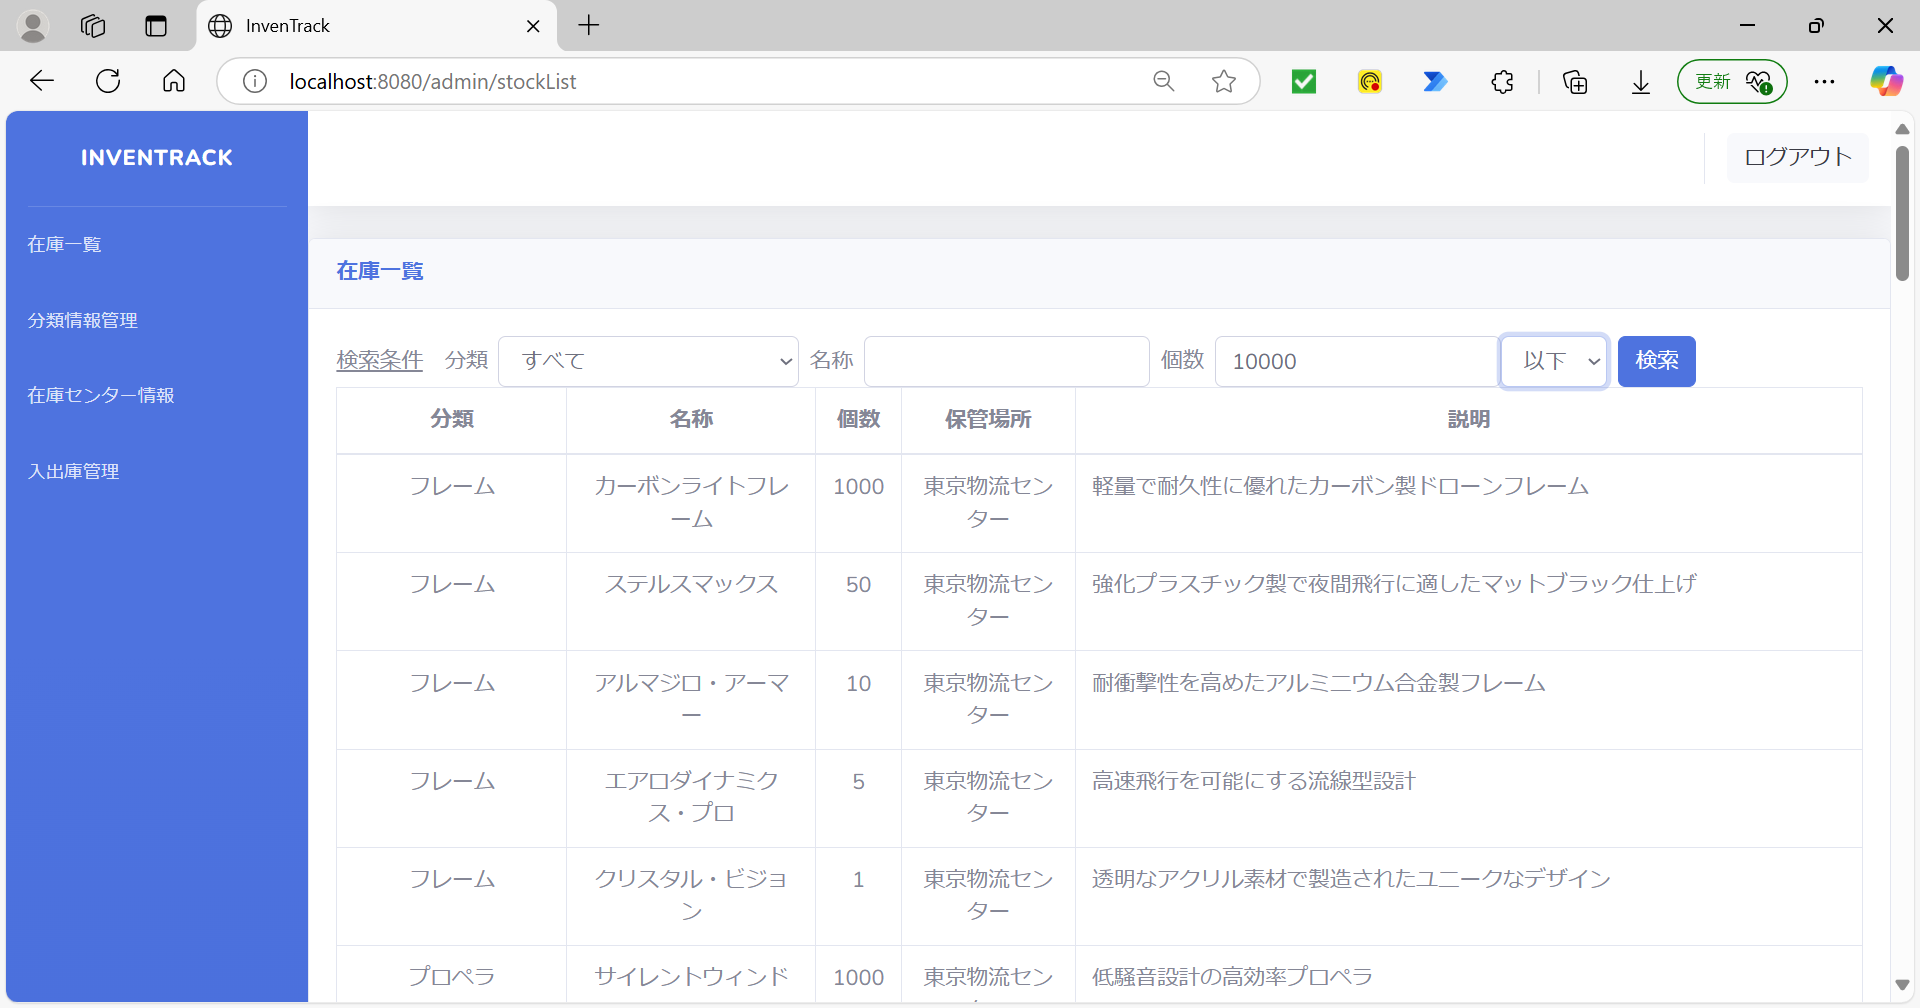 InvenTrack
localhost:8080/admin/stockList
更新
INVENTRACK
ログアウト
在庫一覧
分類情報管理
在庫センター情報
入出庫管理
在庫一覧
検索条件 分類 すべて 名称 個数 10000 以下 検索
分類 名称 個数 保管場所 説明
フレーム カーボンライトフレ 1000 東京物流セン 軽量で耐久性に優れたカーボン製ドローンフレーム
ーム ター
フレーム ステルスマックス 50 東京物流セン 強化プラスチック製で夜間飛行に適したマットブラック仕上げ
ター
フレーム アルマジロ・アーマ 10 東京物流セン 耐衝撃性を高めたアルミニウム合金製フレーム
ー ター
フレーム エアロダイナミク 5 東京物流セン 高速飛行を可能にする流線型設計
ス・プロ ター
フレーム クリスタル・ビジョ 1 東京物流セン 透明なアクリル素材で製造されたユニークなデザイン
ン ター
プロペラ サイレントウィンド 1000 東京物流セン 低騒音設計の高効率プロペラ